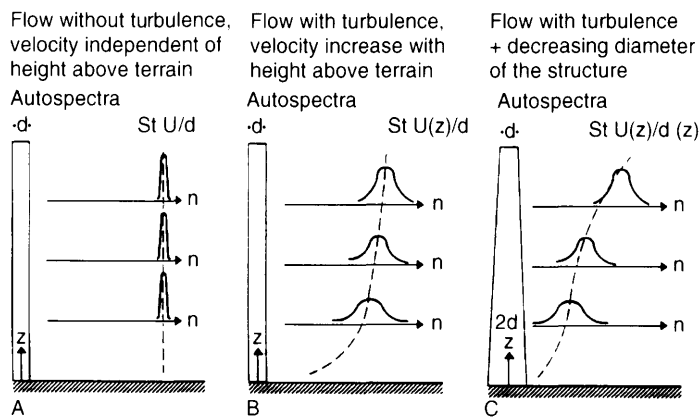 Flow without turbulence,
velocity independent of
height above terrain
Autospectra
·d·
St U/d
n
n
n
z
A
Flow with turbulence,
velocity increase with
height above terrain
Autospectra
·d·
St U(z)/d
n
n
n
z
B
Flow with turbulence
+ decreasing diameter
of the structure
Autospectra
·d·
St U(z)/d (z)
n
n
n
2d
z
C